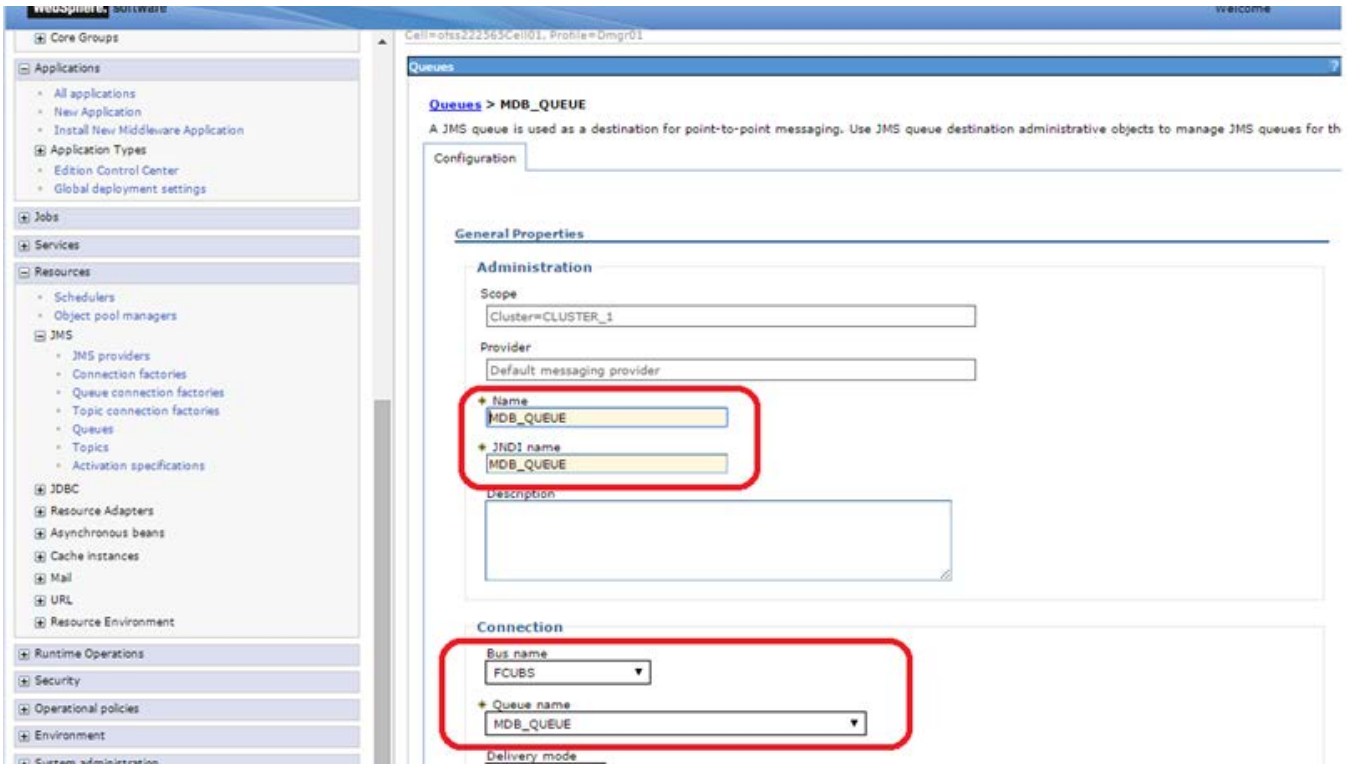 WebSphere. software
Welcome
Core Groups
Applications
All applications
New Application
Install New Middleware Application
Application Types
Edition Control Center
Global deployment settings
Jobs
Services
Resources
Schedulers
Object pool managers
JMS
JMS providers
Connection factories
Queue connection factories
Topic connection factories
Queues
Topics
Activation specifications
JDBC
Resource Adapters
Asynchronous beans
Cache instances
Mail
URL
Resource Environment
Runtime Operations
Security
Operational policies
Environment
System administration
Cell=ofss222565Cell01, Profile=Dmgr01
Queues
?
Queues > MDB_QUEUE
A JMS queue is used as a destination for point-to-point messaging. Use JMS queue destination administrative objects to manage JMS queues for th
Configuration
General Properties
Administration
Scope
Cluster=CLUSTER_1
Provider
Default messaging provider
Name
MDB_QUEUE
JNDI name
MDB_QUEUE
Description
Connection
Bus name
FCUBS
Queue name
MDB_QUEUE
Delivery mode